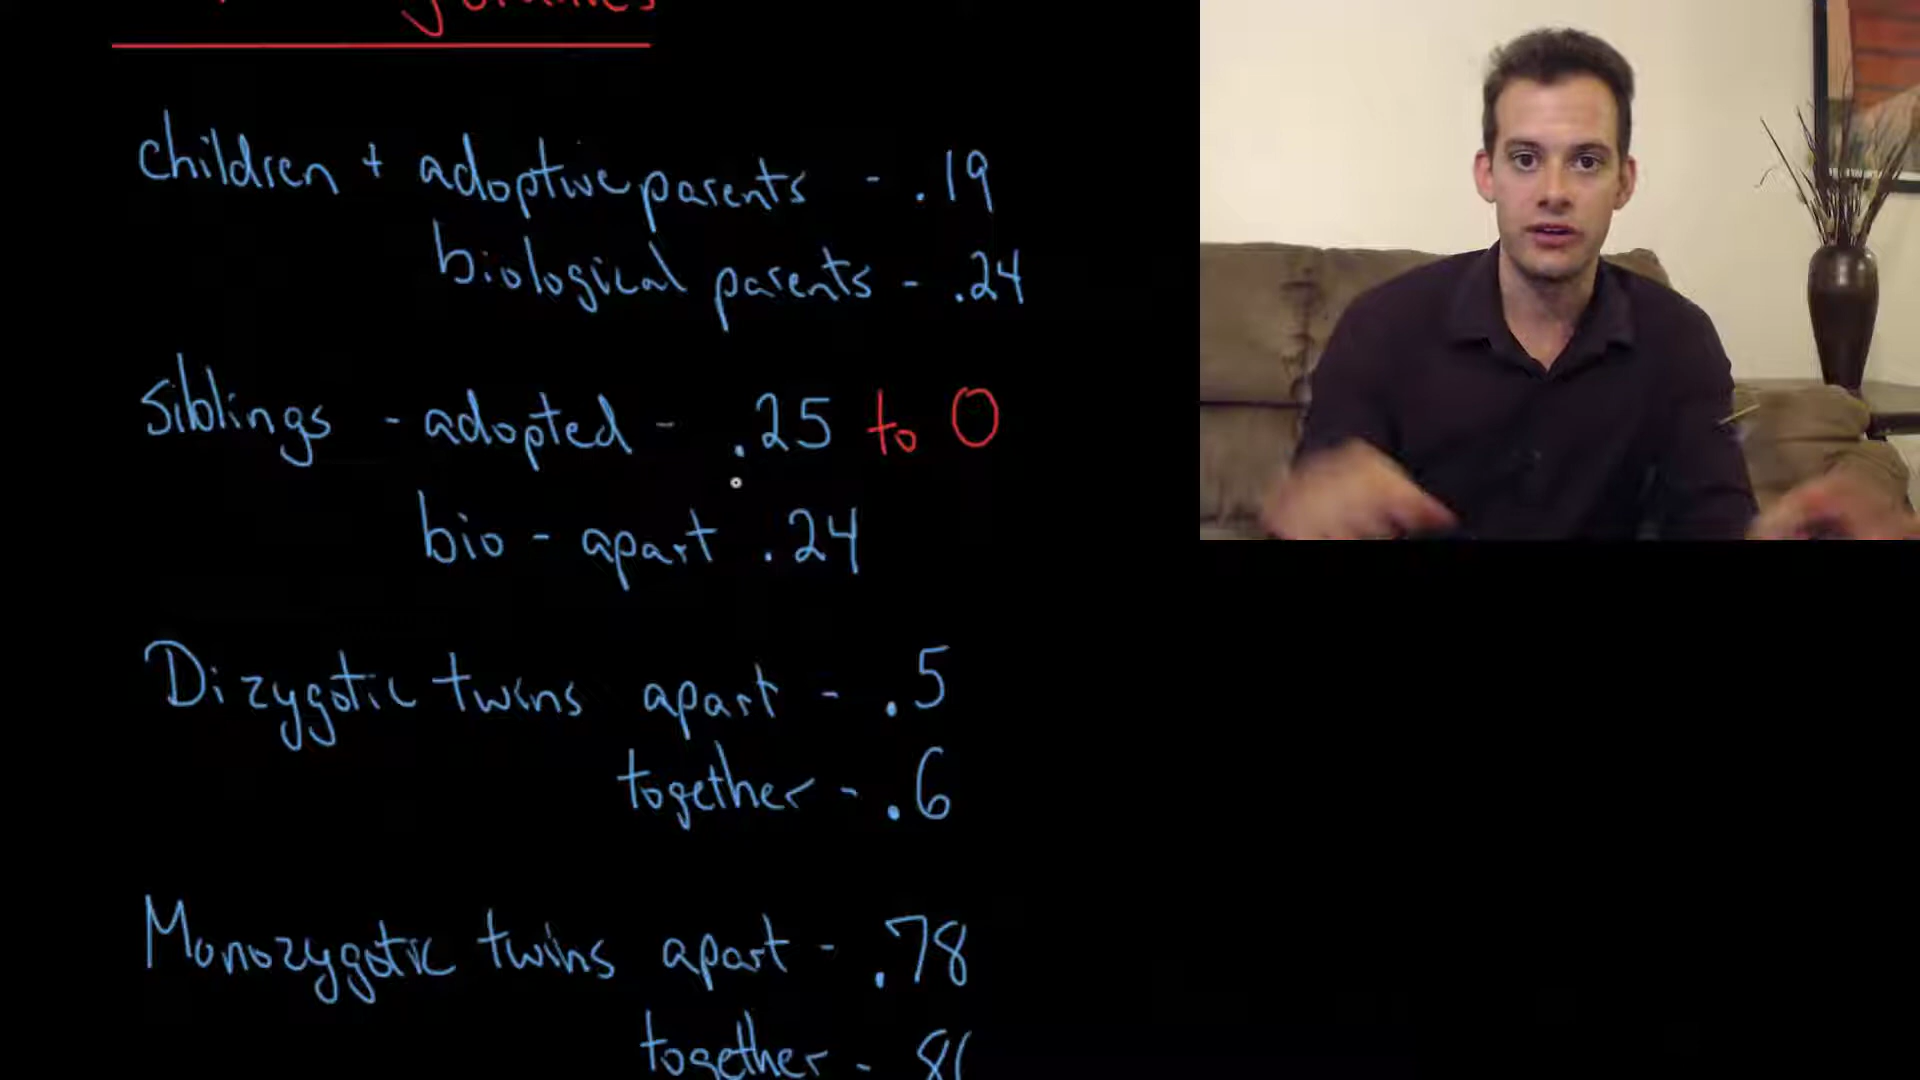 children + adoptive parents - .19
biological parents - .24
siblings - adopted - .25 to 0
bio - apart .24
Dizygotic twins apart - .5
together - .6
Monozygotic twins apart - .78
together -